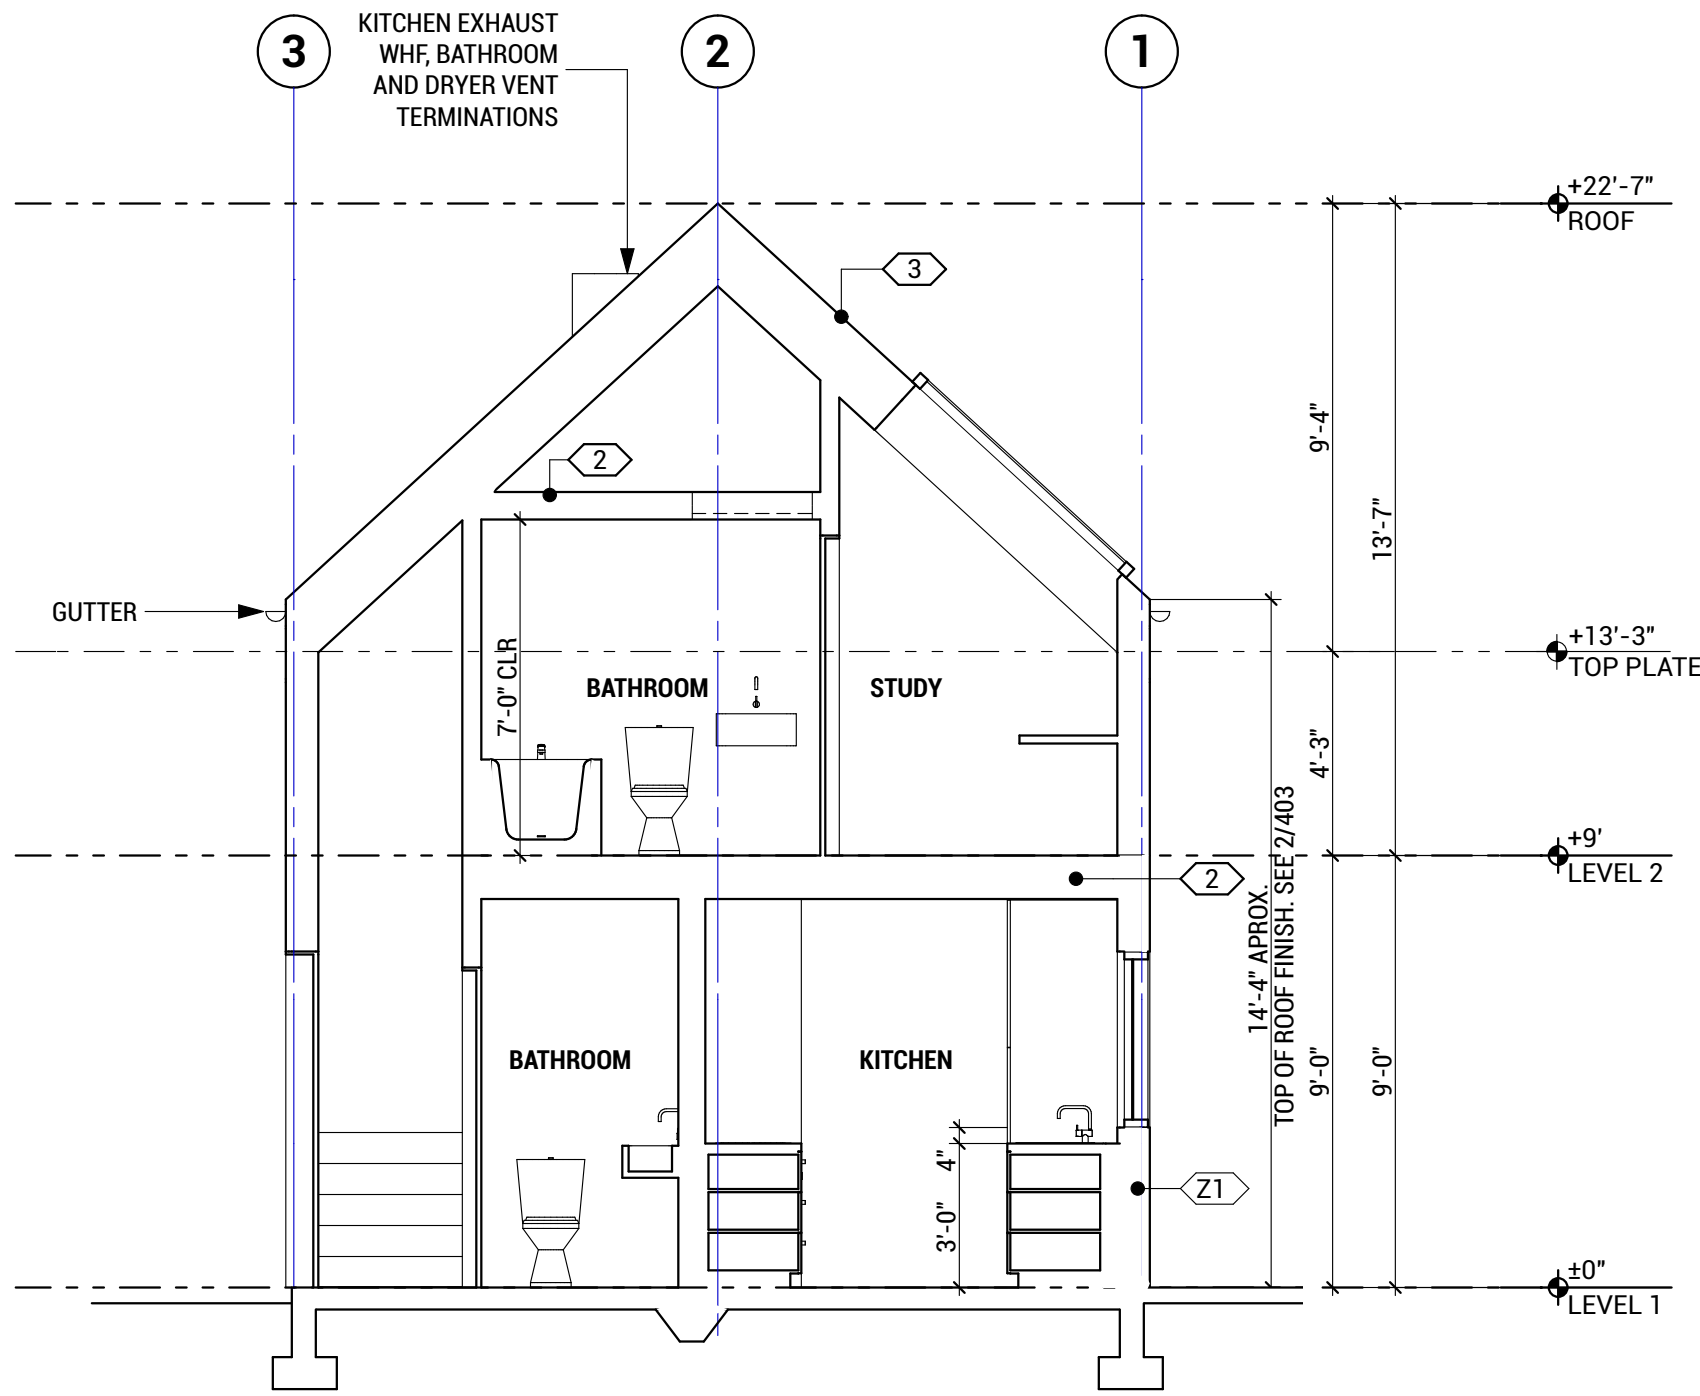 3
2
1
KITCHEN EXHAUST
WHF, BATHROOM
AND DRYER VENT
TERMINATIONS
+22'-7"
ROOF
3
2
9'-4"
13'-7"
GUTTER
+13'-3"
TOP PLATE
7'-0" CLR
BATHROOM
STUDY
4'-3"
+9'
LEVEL 2
2
14'-4" APROX.
TOP OF ROOF FINISH. SEE 2/403
9'-0"
9'-0"
BATHROOM
KITCHEN
4"
3'-0"
Z1
±0"
LEVEL 1